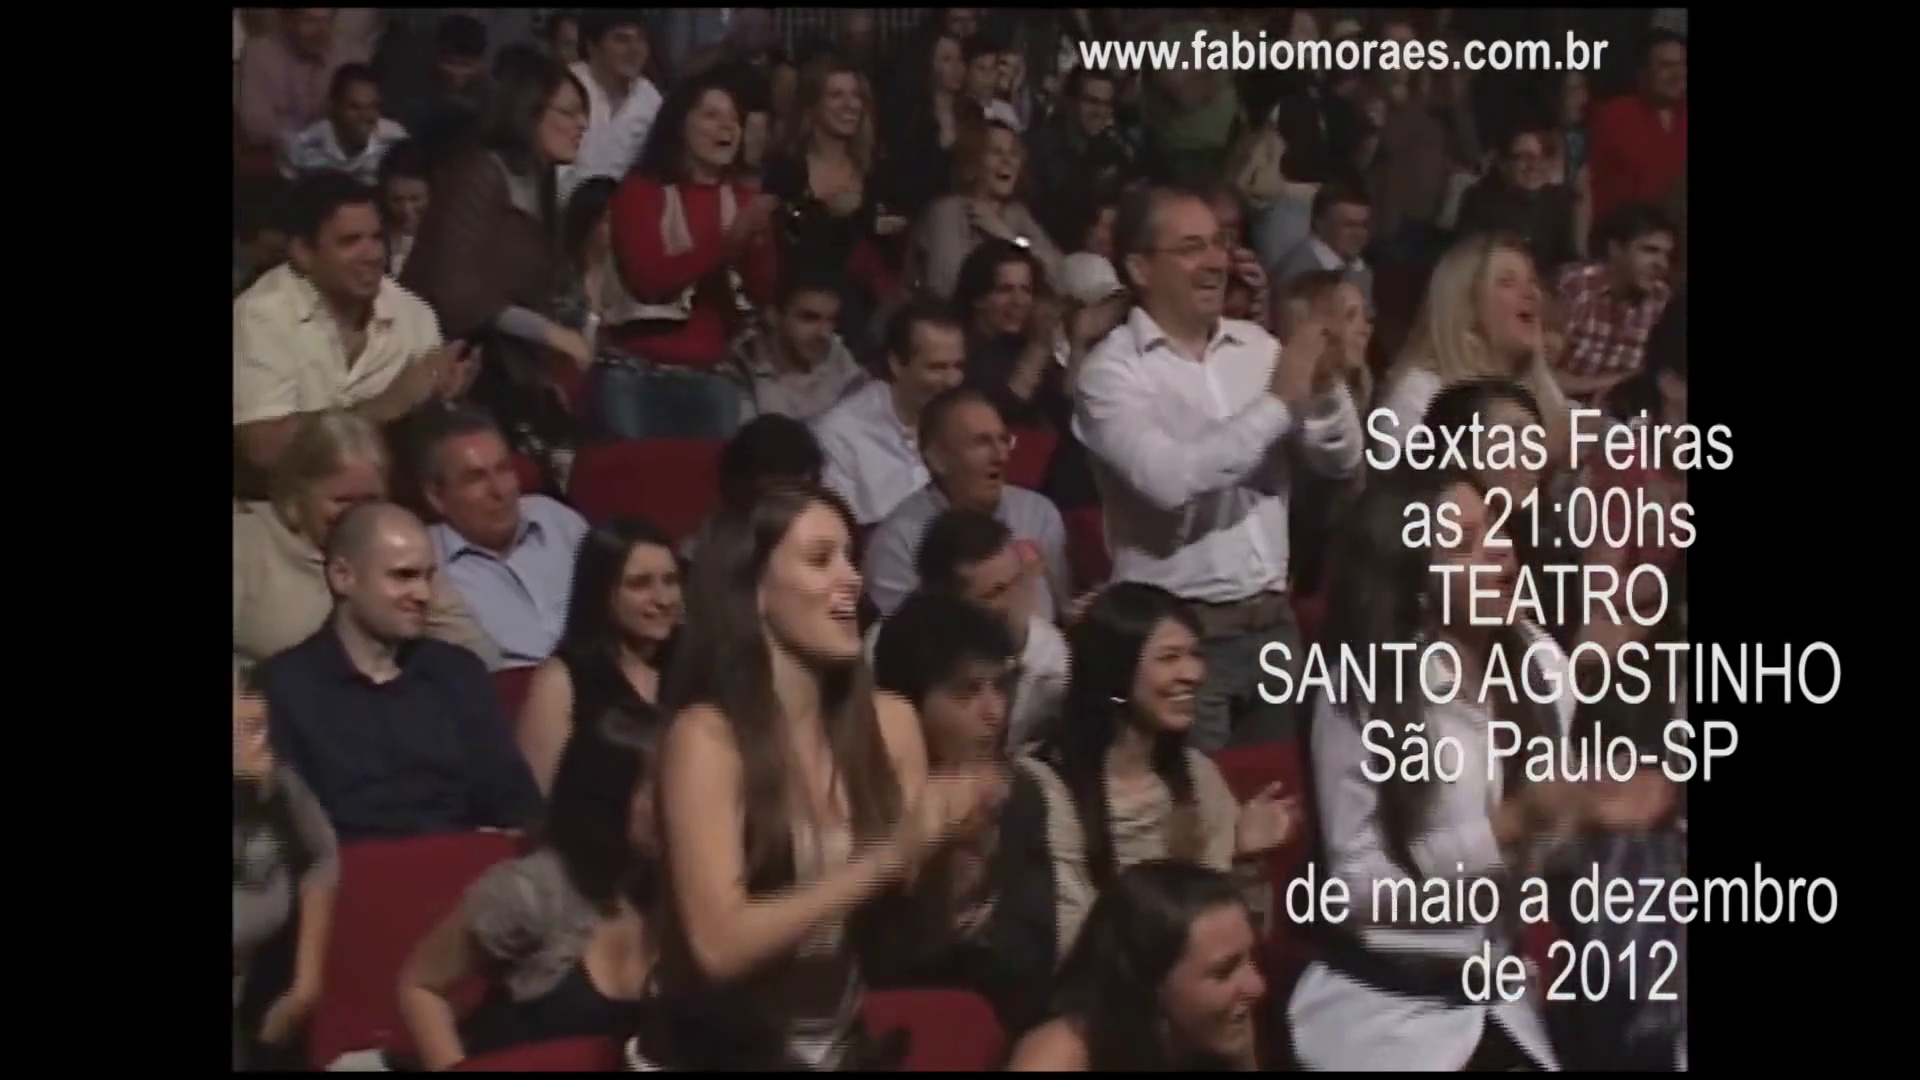 www.fabiomoraes.com.br
Sextas Feiras
as 21:00hs
TEATRO
SANTO AGOSTINHO
São Paulo-SP
de maio a dezembro
de 2012